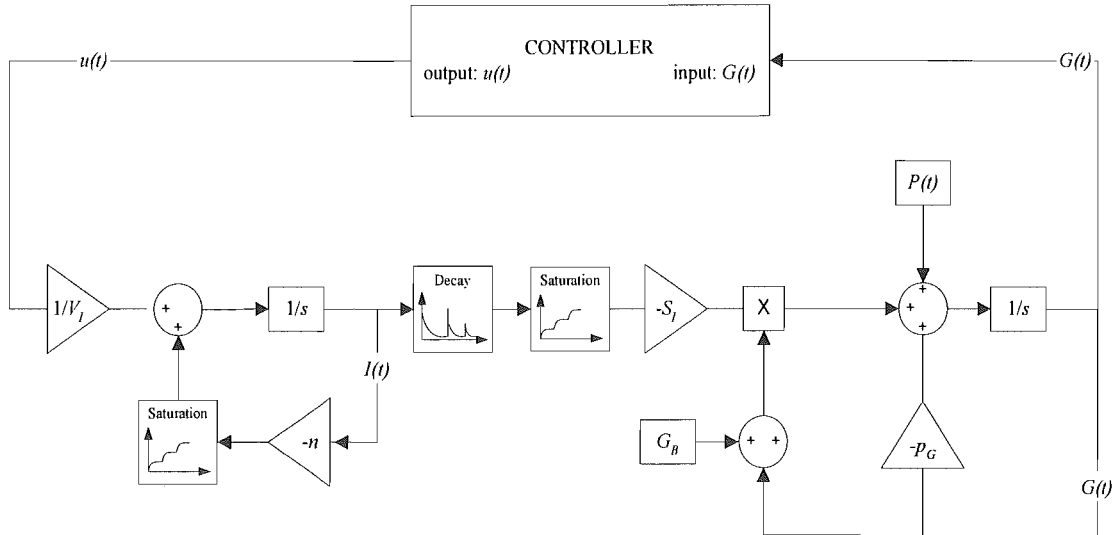 CONTROLLER
output: u(t) input: G(t)
u(t)
G(t)
P(t)
1/V_I
+
+
1/s
Decay
Saturation
-S_I
X
+
+
+
1/s
I(t)
Saturation
-n
G_B
+ +
-p_G
G(t)